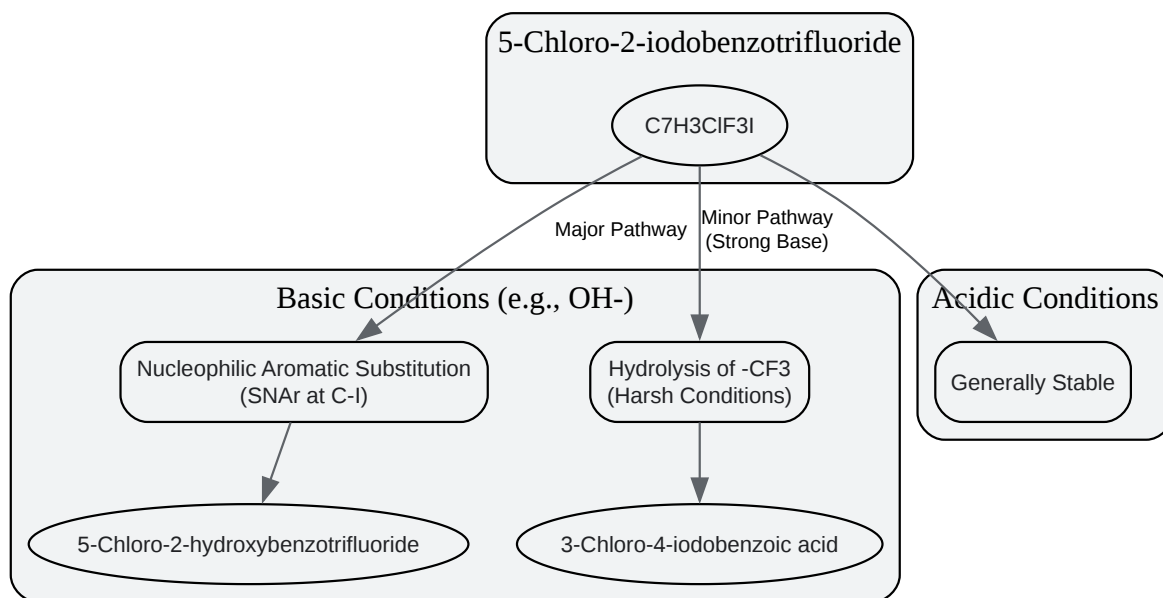 5-Chloro-2-iodobenzotrifluoride
C7H3ClF3I
Major Pathway
Minor Pathway
(Strong Base)
Basic Conditions (e.g., OH-)
Acidic Conditions
Nucleophilic Aromatic Substitution
(SNAr at C-I)
Hydrolysis of -CF3
(Harsh Conditions)
Generally Stable
5-Chloro-2-hydroxybenzotrifluoride
3-Chloro-4-iodobenzoic acid